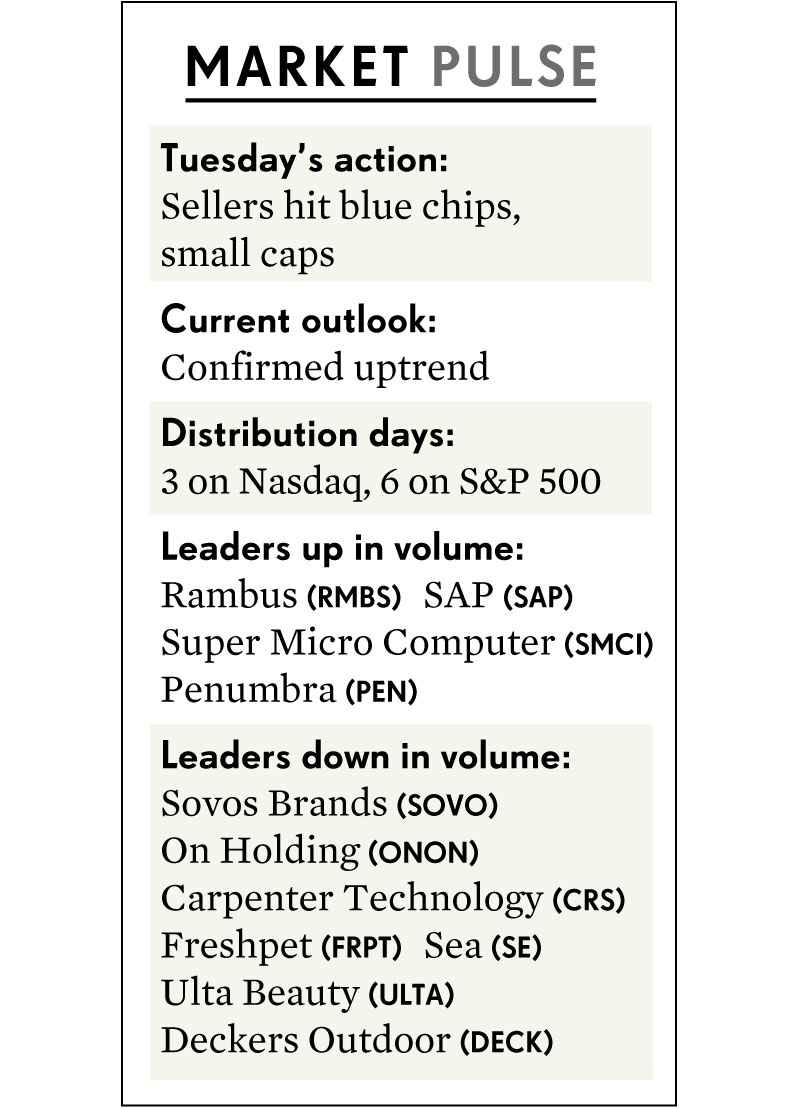 MARKET PULSE
Tuesday’s action:
Sellers hit blue chips,
small caps
Current outlook:
Confirmed uptrend
Distribution days:
3 on Nasdaq, 6 on S&P 500
Leaders up in volume:
Rambus (RMBS) SAP (SAP)
Super Micro Computer (SMCI)
Penumbra (PEN)
Leaders down in volume:
Sovos Brands (SOVO)
On Holding (ONON)
Carpenter Technology (CRS)
Freshpet (FRPT) Sea (SE)
Ulta Beauty (ULTA)
Deckers Outdoor (DECK)